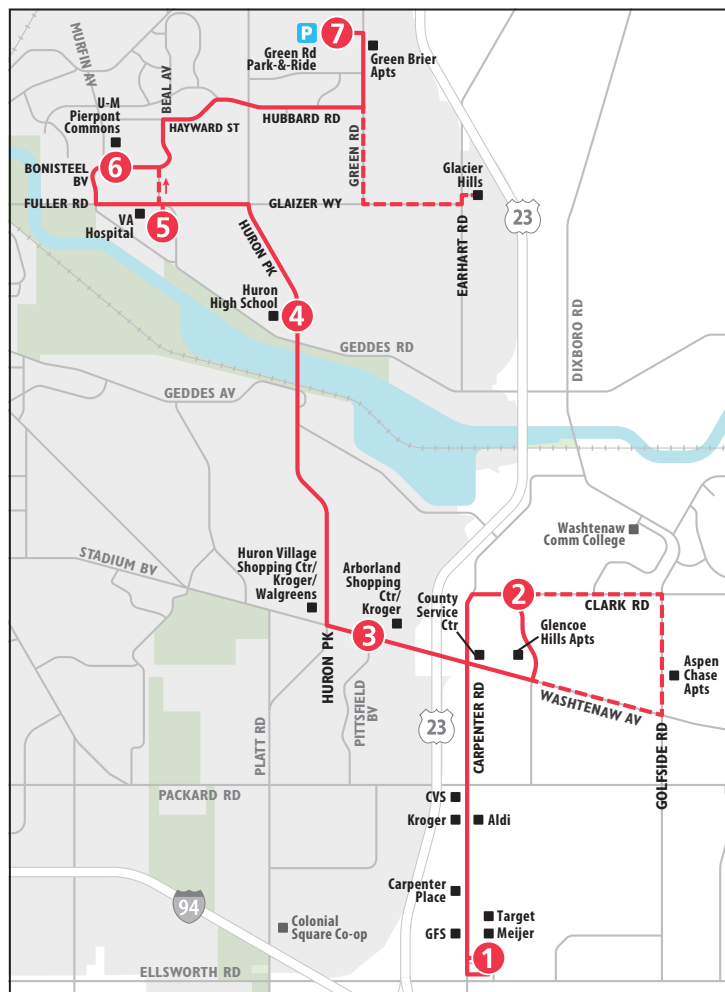 MURFIN AV
BEAL AV
P
7
Green Rd
Park-&-Ride
Green Brier
Apts
U-M
Pierpont
Commons
HAYWARD ST
HUBBARD RD
GREEN RD
BONISTEEL
BV
6
Glacier
Hills
FULLER RD
GLAIZER WY
23
VA
Hospital
5
HURON PK
EARHART RD
Huron
High School
4
GEDDES RD
DIXBORO RD
GEDDES AV
STADIUM BV
Washtenaw
Comm College
Huron Village
Shopping Ctr/
Kroger/
Walgreens
Arborland
Shopping
Ctr/
Kroger
County
Service
Ctr
2
CLARK RD
Glencoe
Hills Apts
3
HURON PK
PITTSFIELD
BV
CARPENTER RD
WASHTENAW AV
Aspen
Chase
Apts
PLATT RD
23
GOLFSIDE RD
PACKARD RD
CVS
Kroger
Aldi
Carpenter
Place
94
Colonial
Square Co-op
Target
GFS
Meijer
1
ELLSWORTH RD